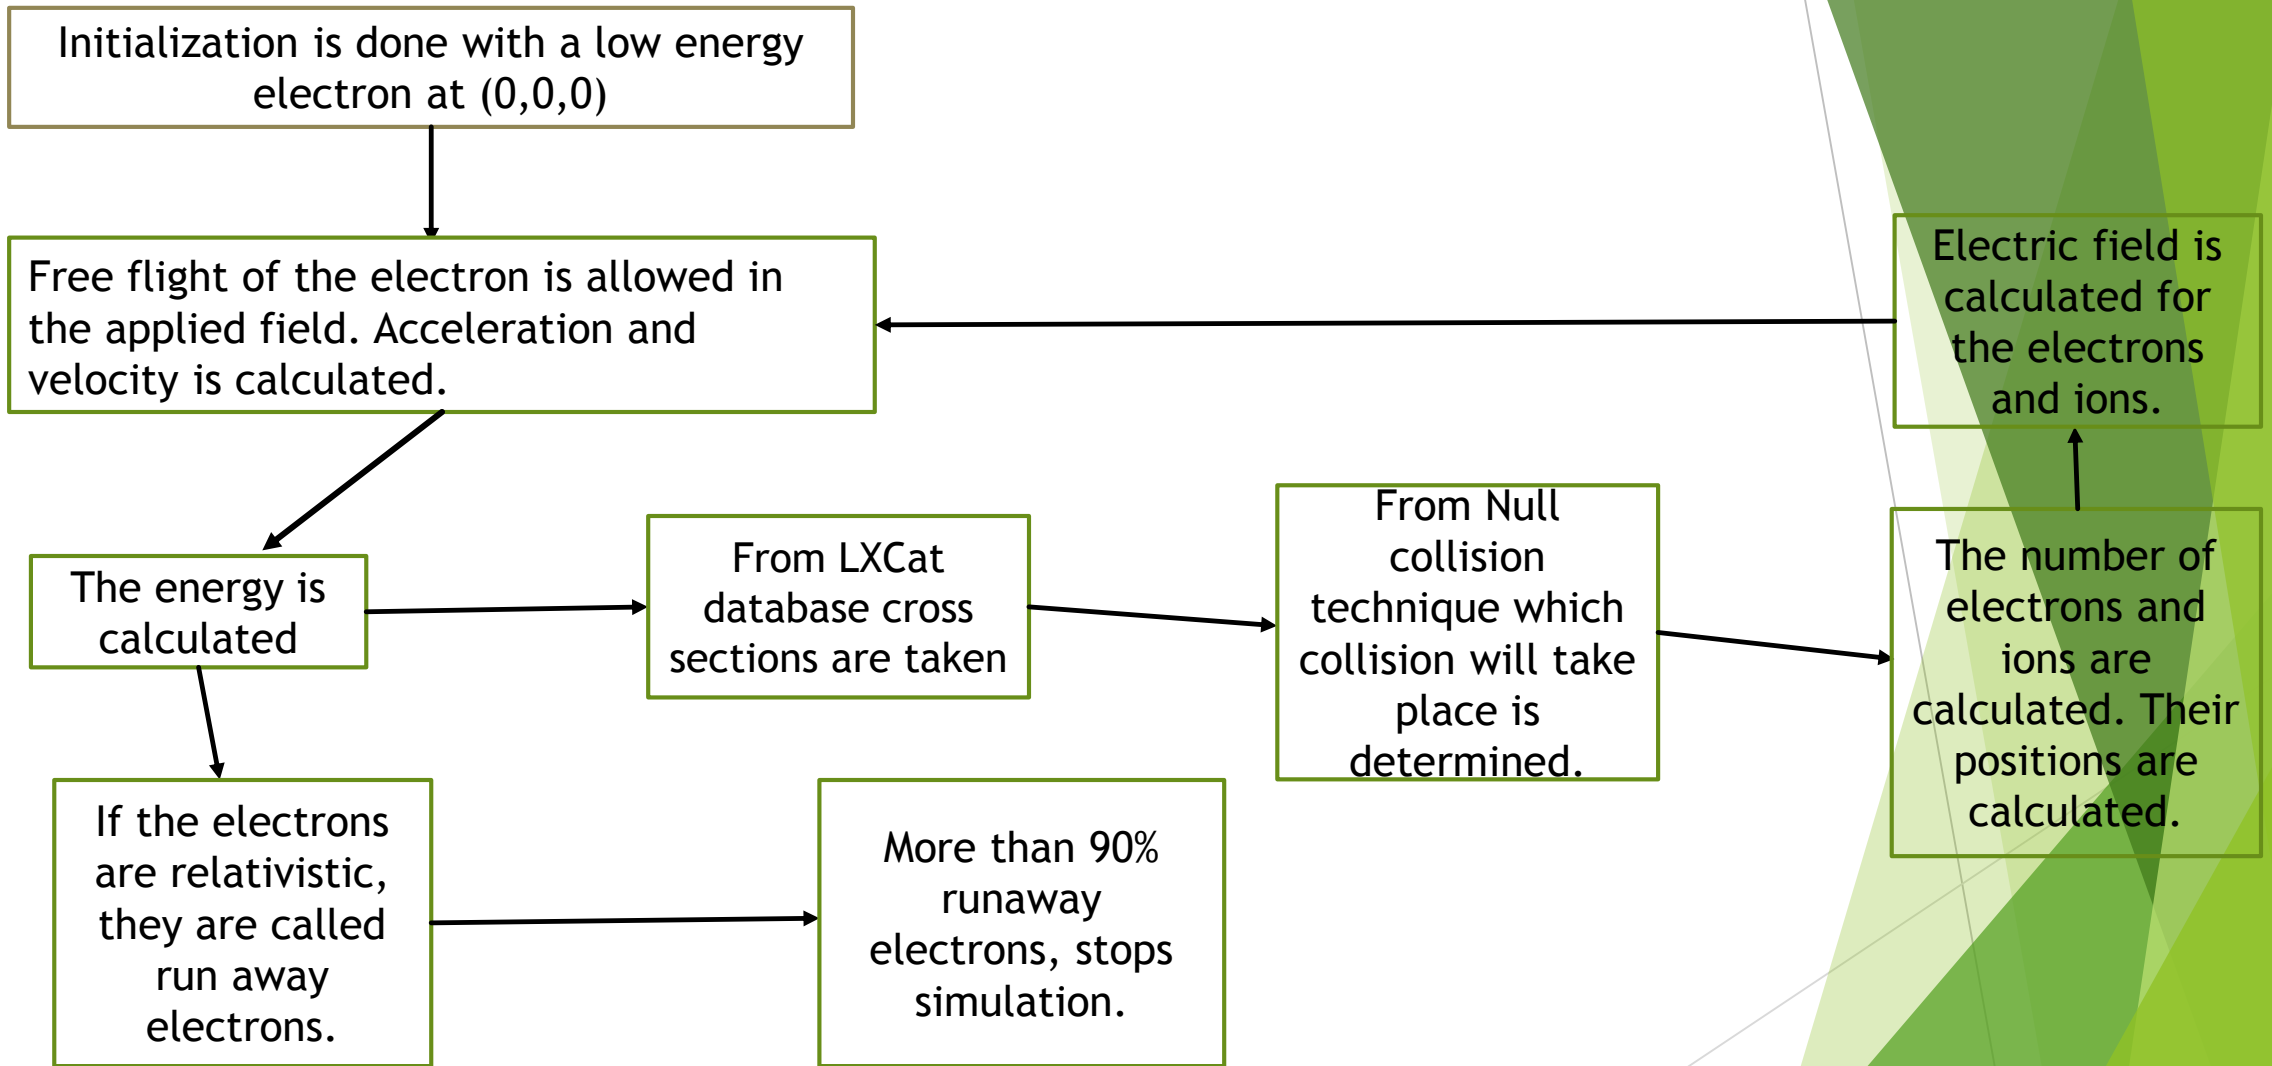 Initialization is done with a low energy
electron at (0,0,0)
Free flight of the electron is allowed in
the applied field. Acceleration and
velocity is calculated.
Electric field is
calculated for
the electrons
and ions.
The energy is
calculated
From LXCat
database cross
sections are taken
From Null
collision
technique which
collision will take
place is
determined.
The number of
electrons and
ions are
calculated. Their
positions are
calculated.
If the electrons
are relativistic,
they are called
run away
electrons.
More than 90%
runaway
electrons, stops
simulation.